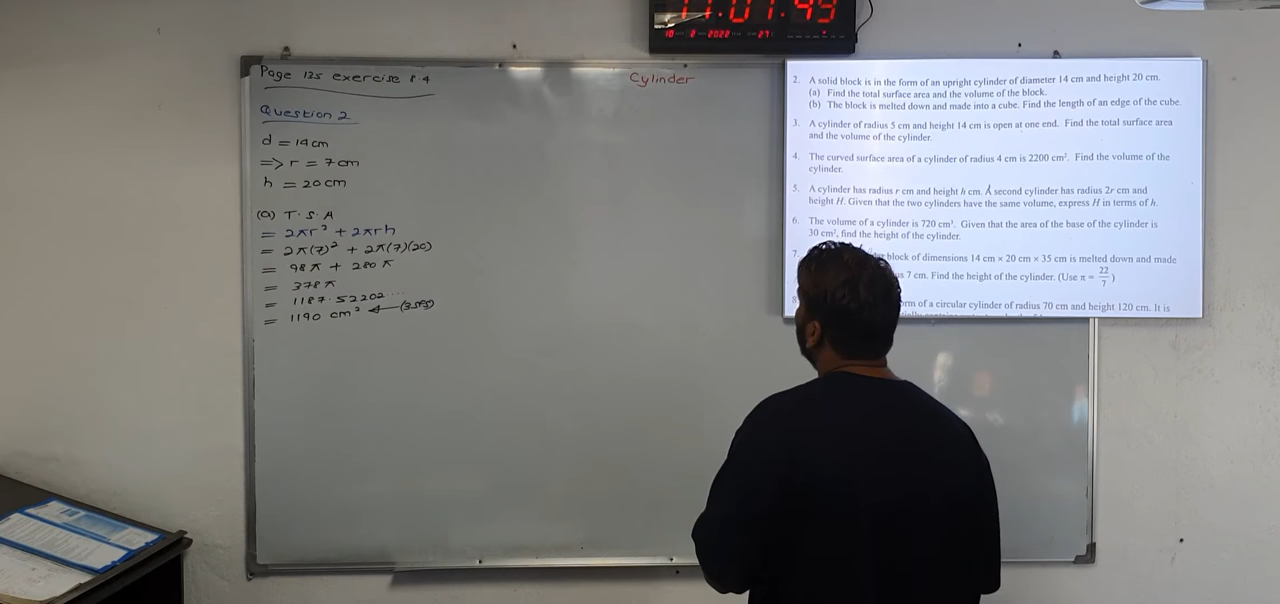 11:07:49
10 2 2022 27
Page 125 exercise 8.4
Cylinder
Question 2
d = 14cm
=> r = 7cm
h = 20cm
(a) T.S.A
= 2πr² + 2πrh
= 2π(7)² + 2π(7)(20)
= 98π + 280π
= 378π
= 1187.52202...
= 1190 cm² ← (3sf)
2. A solid block is in the form of an upright cylinder of diameter 14 cm and height 20 cm.
(a) Find the total surface area and the volume of the block.
(b) The block is melted down and made into a cube. Find the length of an edge of the cube.
3. A cylinder of radius 5 cm and height 14 cm is open at one end. Find the total surface area
and the volume of the cylinder.
4. The curved surface area of a cylinder of radius 4 cm is 2200 cm². Find the volume of the
cylinder.
5. A cylinder has radius r cm and height h cm. A second cylinder has radius 2r cm and
height H. Given that the two cylinders have the same volume, express H in terms of h.
6. The volume of a cylinder is 720 cm³. Given that the area of the base of the cylinder is
30 cm², find the height of the cylinder.
7. block of dimensions 14 cm × 20 cm × 35 cm is melted down and made
7 cm. Find the height of the cylinder. (Use π = 22/7)
8 of a circular cylinder of radius 70 cm and height 120 cm. It is